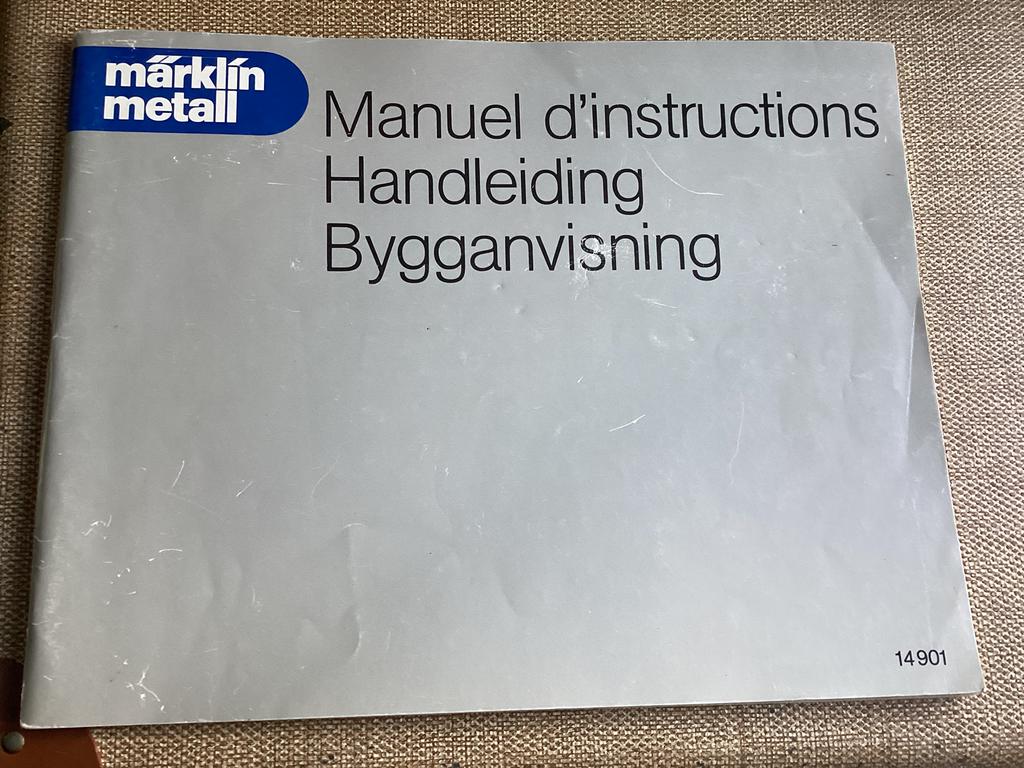 märklin
metall
Manuel d'instructions
Handleiding
Bygganvisning
14901